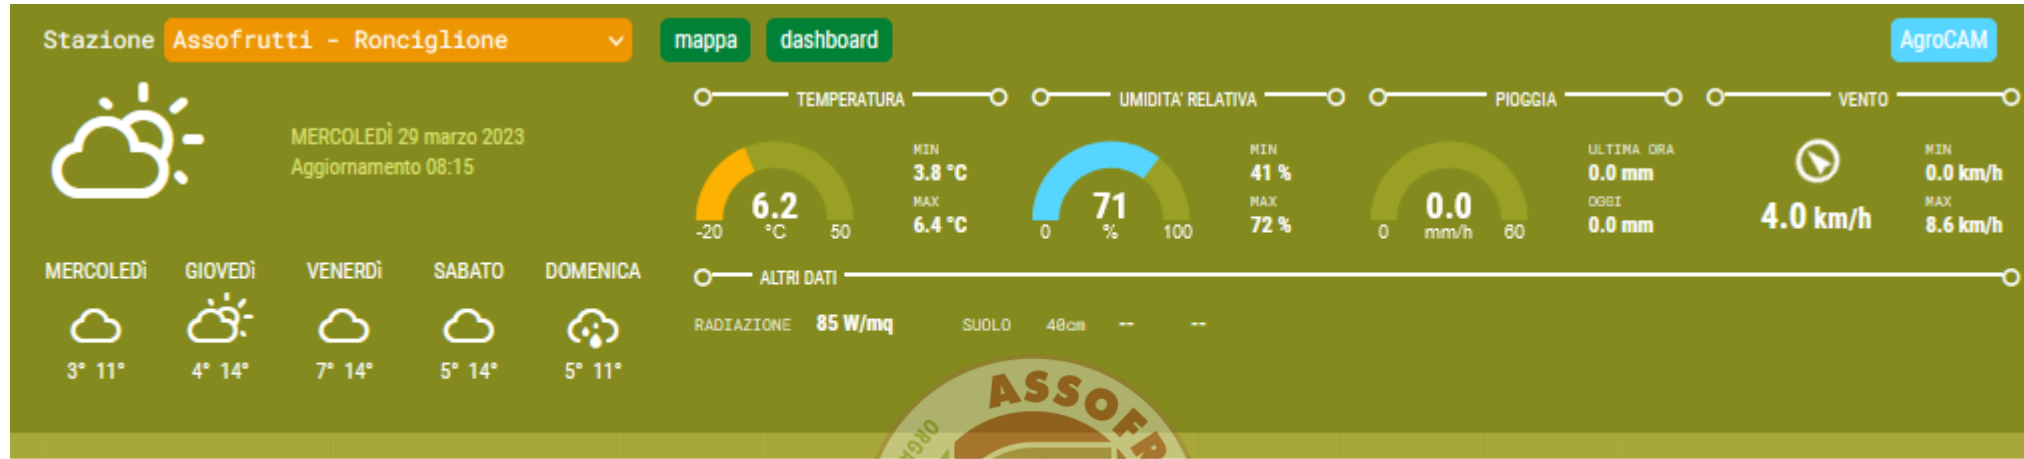 Stazione Assofrutti - Ronciglione mappa dashboard AgroCAM
MERCOLEDÌ 29 marzo 2023
Aggiornamento 08:15
MERCOLEDÌ GIOVEDÌ VENERDÌ SABATO DOMENICA
3° 11° 4° 14° 7° 14° 5° 14° 5° 11°
TEMPERATURA
6.2
°C
-20 50
MIN
3.8 °C
MAX
6.4 °C
UMIDITA' RELATIVA
71
%
0 100
MIN
41 %
MAX
72 %
PIOGGIA
0.0
mm/h
0 60
ULTIMA ORA
0.0 mm
OGGI
0.0 mm
VENTO
4.0 km/h
MIN
0.0 km/h
MAX
8.6 km/h
ALTRI DATI
RADIAZIONE 85 W/mq SUOLO 40cm -- --